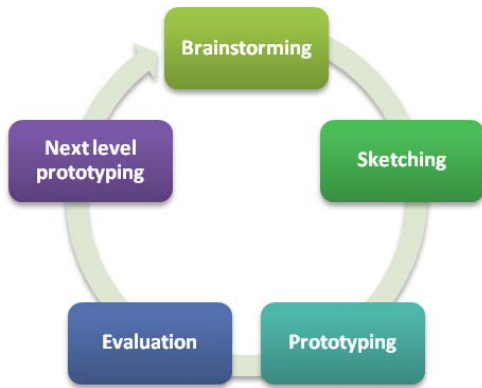 Brainstorming
Sketching
Prototyping
Evaluation
Next level
prototyping